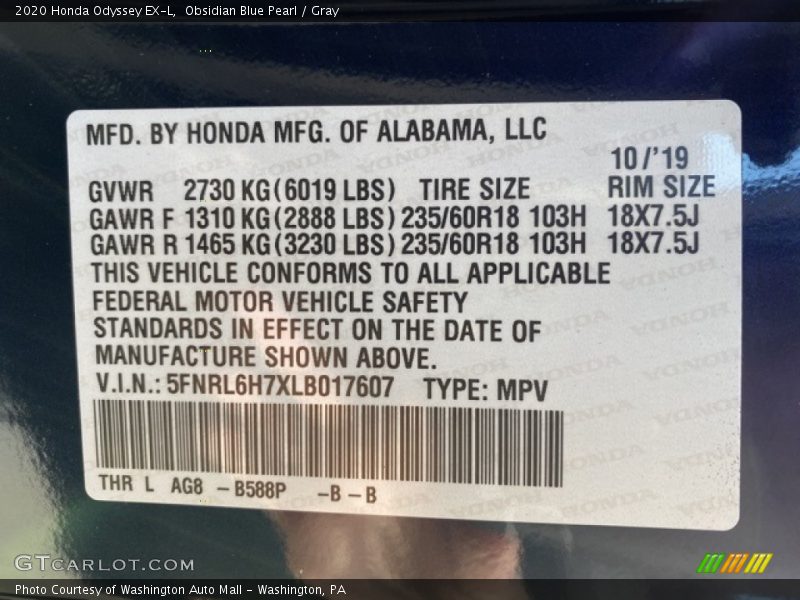 2020 Honda Odyssey EX-L,  Obsidian Blue Pearl / Gray
MFD. BY HONDA MFG. OF ALABAMA, LLC
10/'19
GVWR 2730 KG(6019 LBS) TIRE SIZE RIM SIZE
GAWR F 1310 KG(2888 LBS) 235/60R18 103H 18X7.5J
GAWR R 1465 KG(3230 LBS) 235/60R18 103H 18X7.5J
THIS VEHICLE CONFORMS TO ALL APPLICABLE
FEDERAL MOTOR VEHICLE SAFETY
STANDARDS IN EFFECT ON THE DATE OF
MANUFACTURE SHOWN ABOVE.
V.I.N.: 5FNRL6H7XLB017607 TYPE: MPV
THR L AG8 -B588P -B-B
GTCARLOT.COM
Photo Courtesy of Washington Auto Mall - Washington, PA